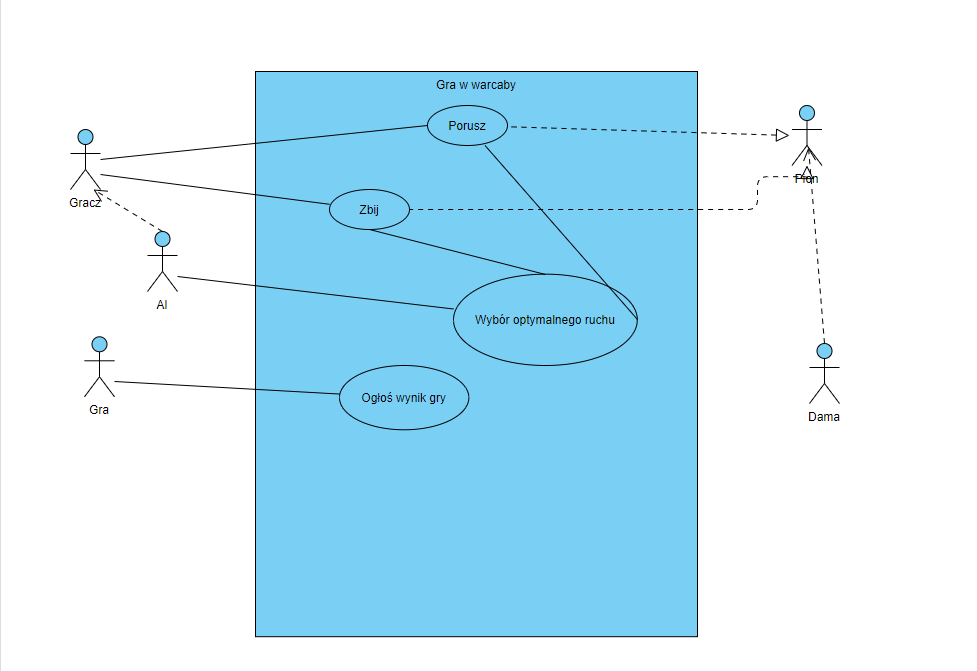 Gra w warcaby
Porusz
Gracz
Pion
Zbij
AI
Wybór optymalnego ruchu
Ogłoś wynik gry
Gra
Dama